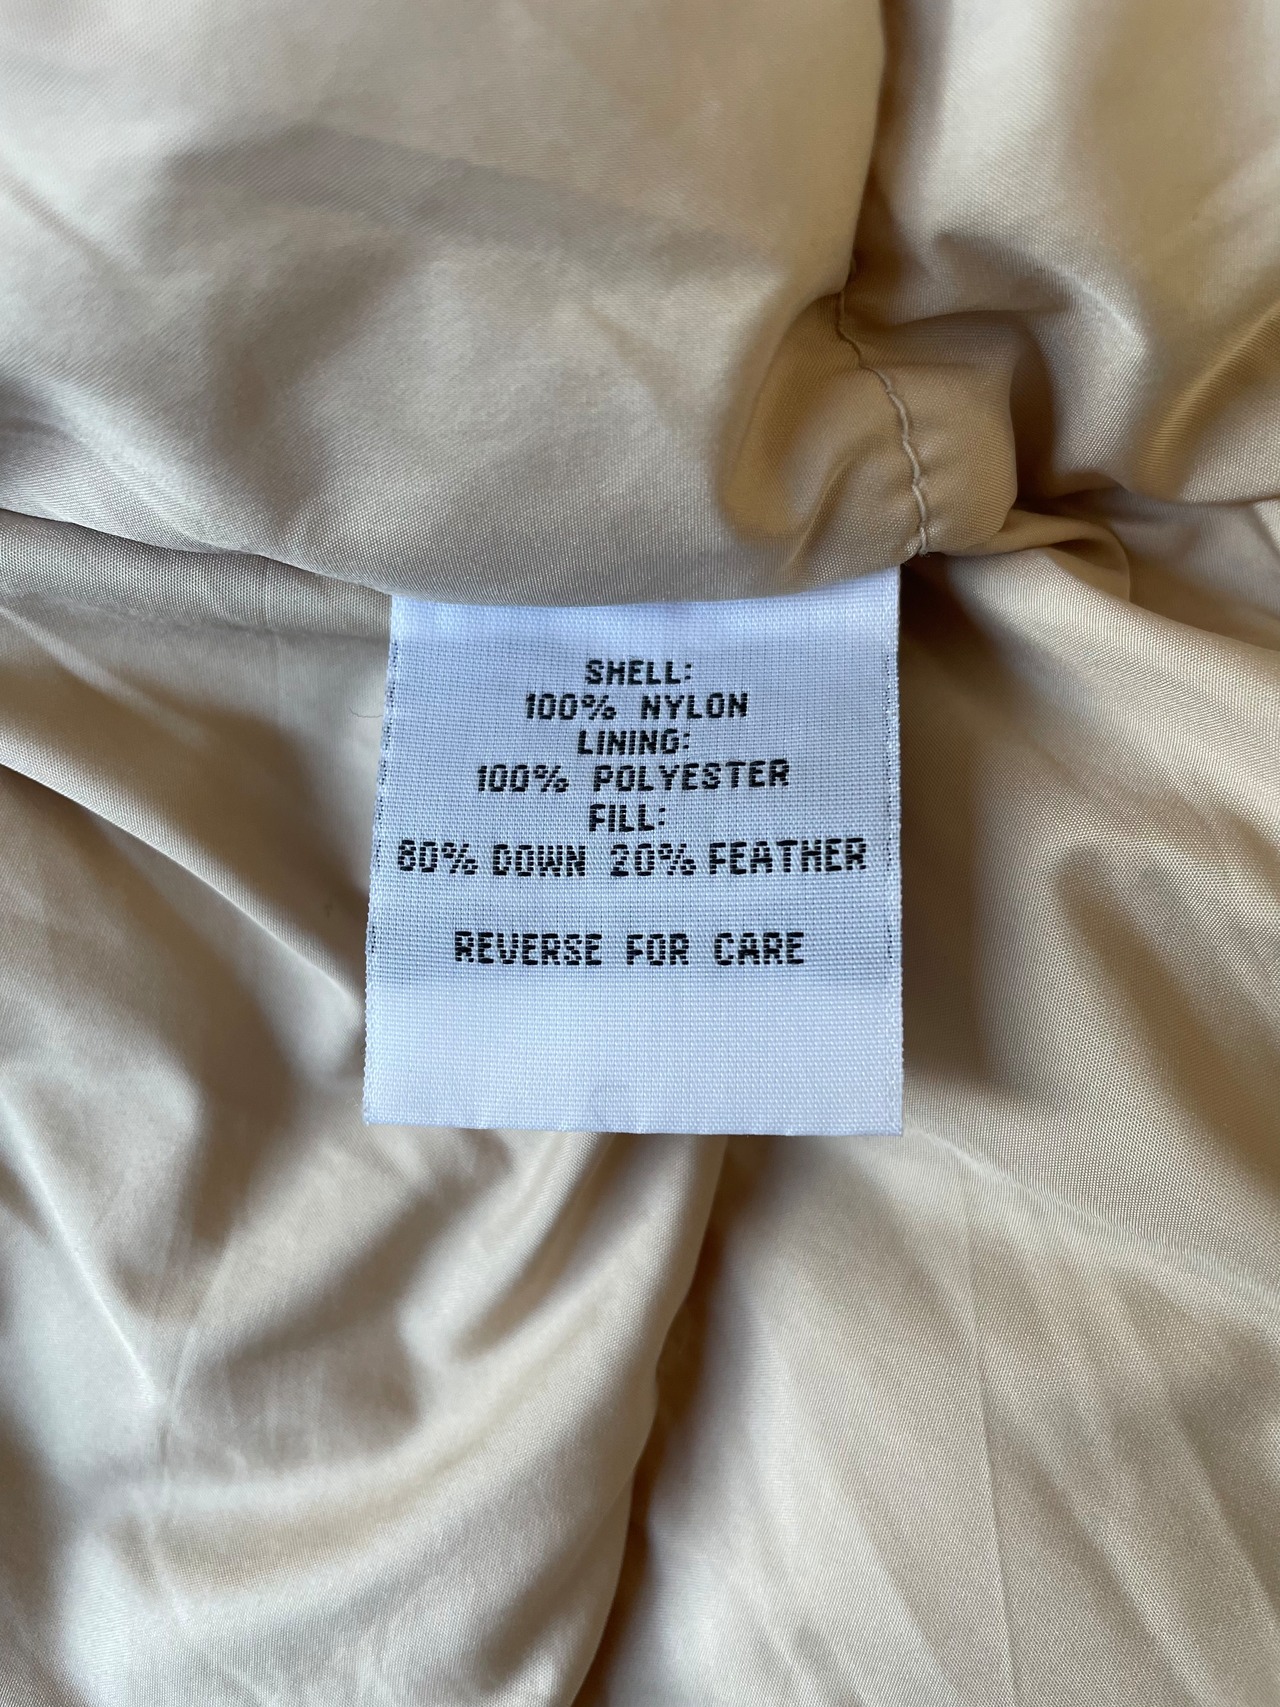 SHELL:
100% NYLON
LINING:
100% POLYESTER
FILL:
80% DOWN 20% FEATHER
REVERSE FOR CARE